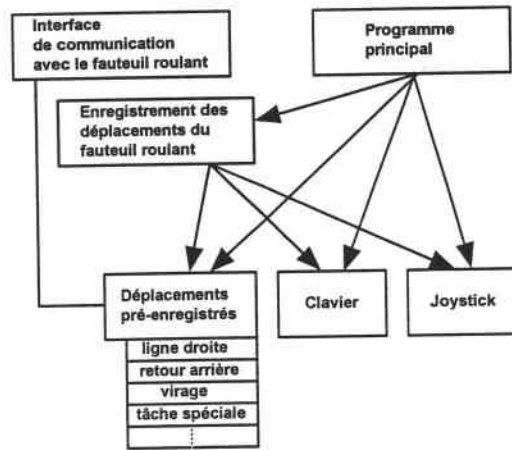 Interface
de communication
avec le fauteuil roulant
Programme
principal
Enregistrement des
déplacements du
fauteuil roulant
Déplacements
pré-enregistrés
Clavier
Joystick
ligne droite
retour arrière
virage
tâche spéciale